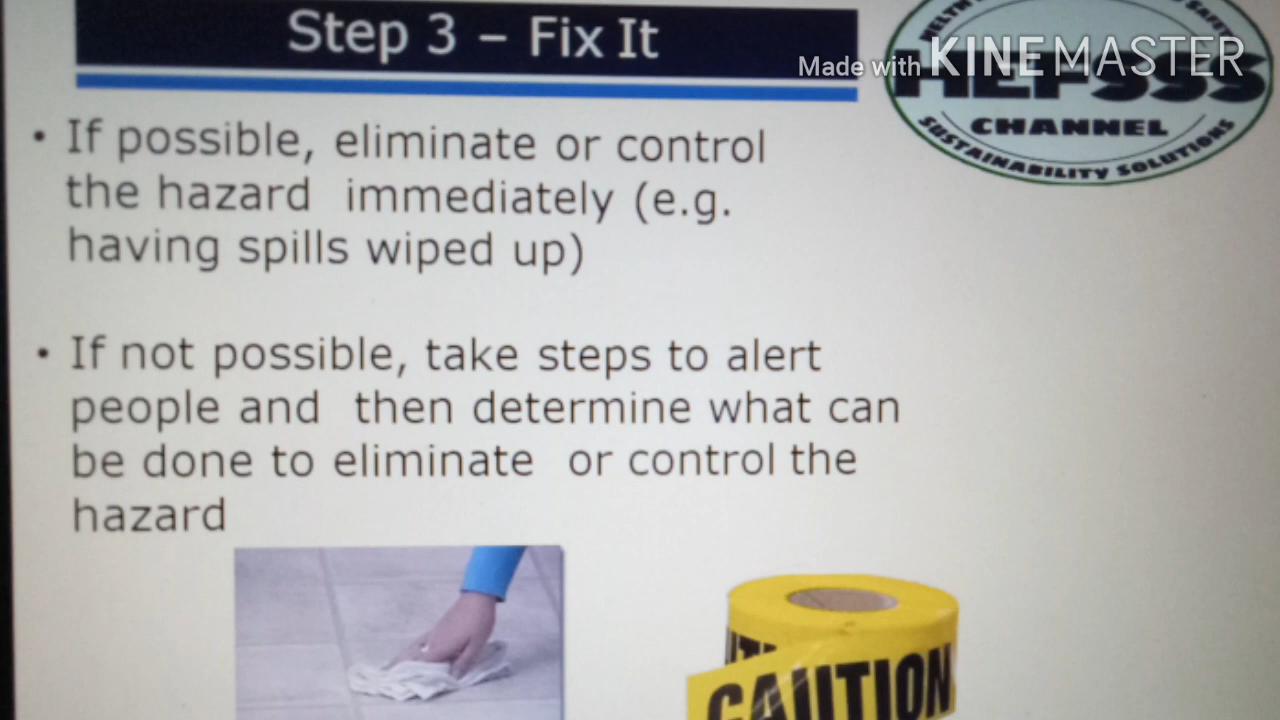 Step 3 – Fix It
Made with KINEMASTER
HEFSSS
CHANNEL
SUSTAINABILITY SOLUTIONS
• If possible, eliminate or control
the hazard immediately (e.g.
having spills wiped up)
• If not possible, take steps to alert
people and then determine what can
be done to eliminate or control the
hazard
CAUTION